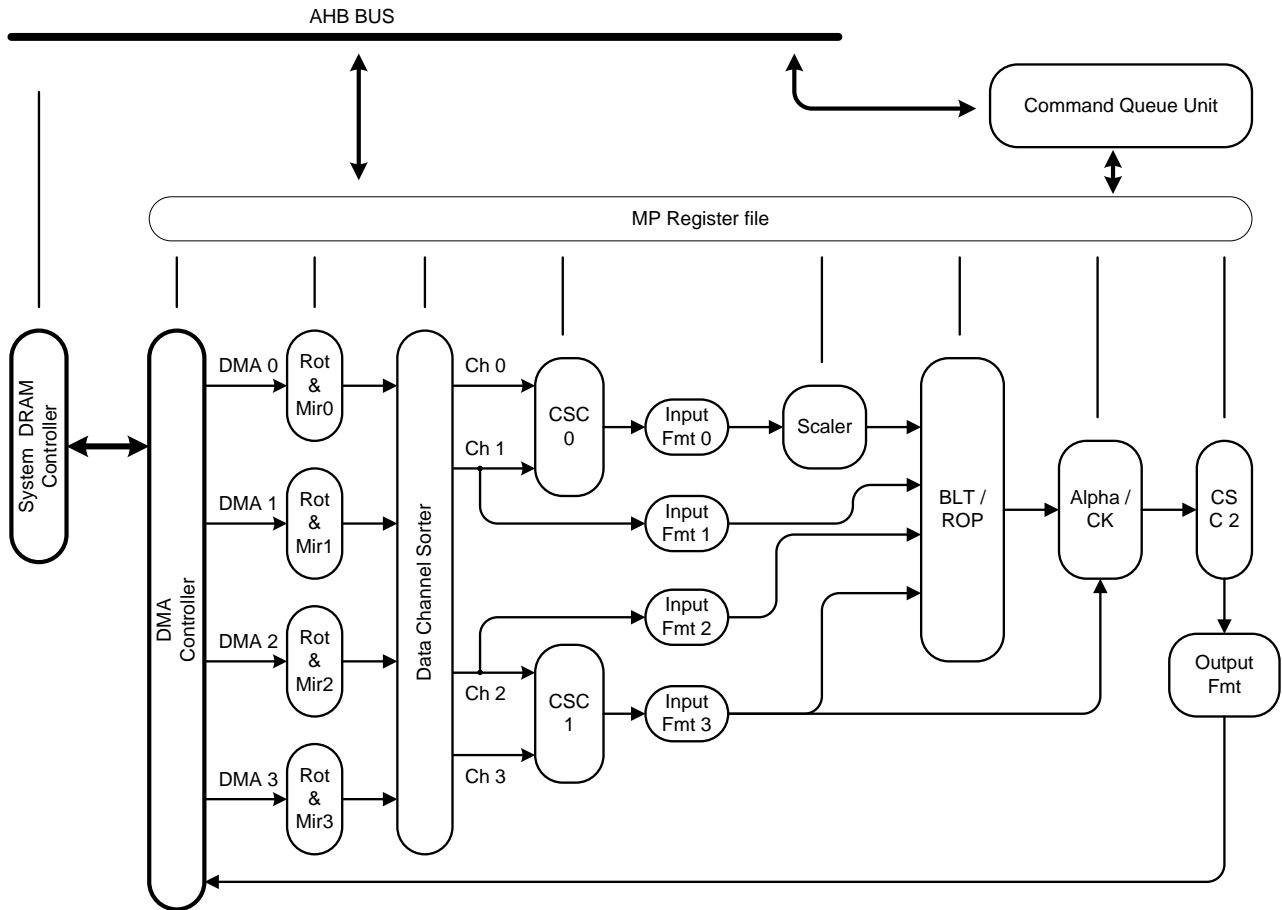 AHB BUS
Command Queue Unit
MP Register file
System DRAM
Controller
DMA
Controller
DMA 0
DMA 1
DMA 2
DMA 3
Rot
&
Mir0
Rot
&
Mir1
Rot
&
Mir2
Rot
&
Mir3
Data Channel Sorter
Ch 0
Ch 1
Ch 2
Ch 3
CSC
0
CSC
1
Input
Fmt 0
Input
Fmt 1
Input
Fmt 2
Input
Fmt 3
Scaler
BLT /
ROP
Alpha /
CK
CS
C 2
Output
Fmt